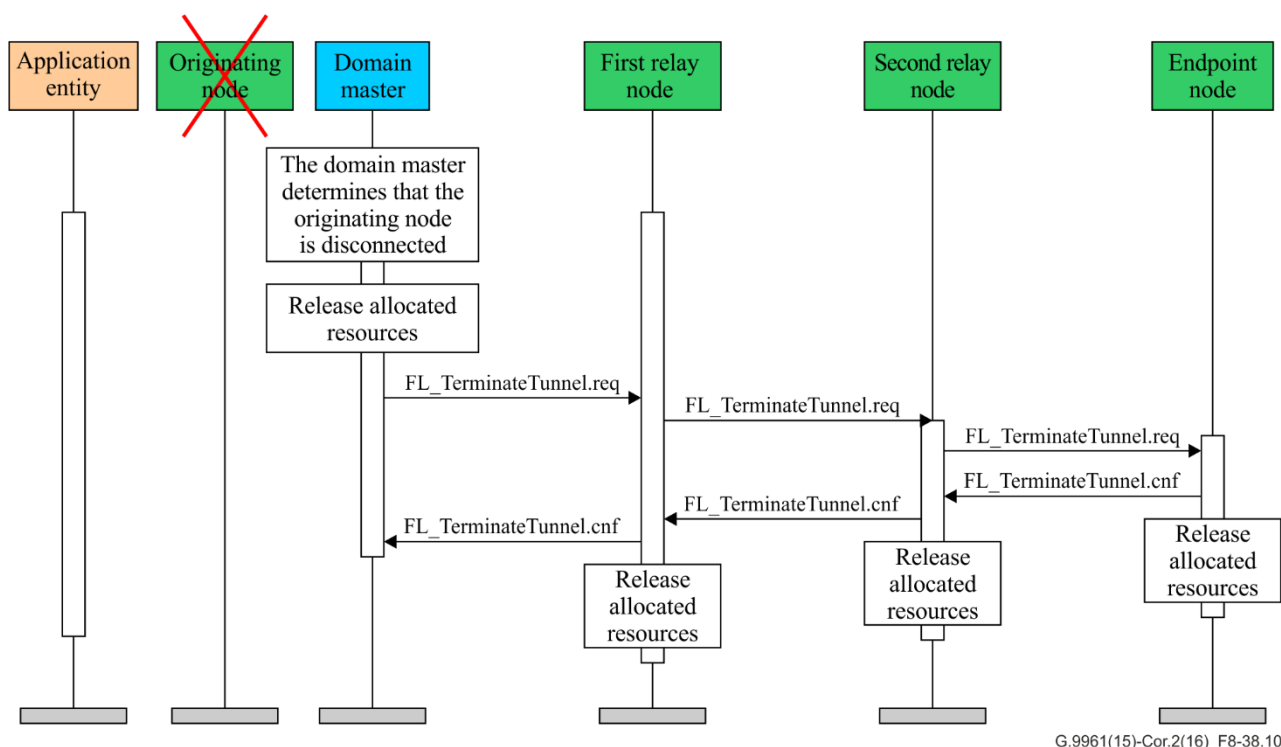 Application
entity
Originating
node
Domain
master
First relay
node
Second relay
node
Endpoint
node
The domain master
determines that the
originating node
is disconnected
Release allocated
resources
FL_TerminateTunnel.req
FL_TerminateTunnel.req
FL_TerminateTunnel.req
FL_TerminateTunnel.cnf
FL_TerminateTunnel.cnf
FL_TerminateTunnel.cnf
Release
allocated
resources
Release
allocated
resources
Release
allocated
resources
G.9961(15)-Cor.2(16)_F8-38.10